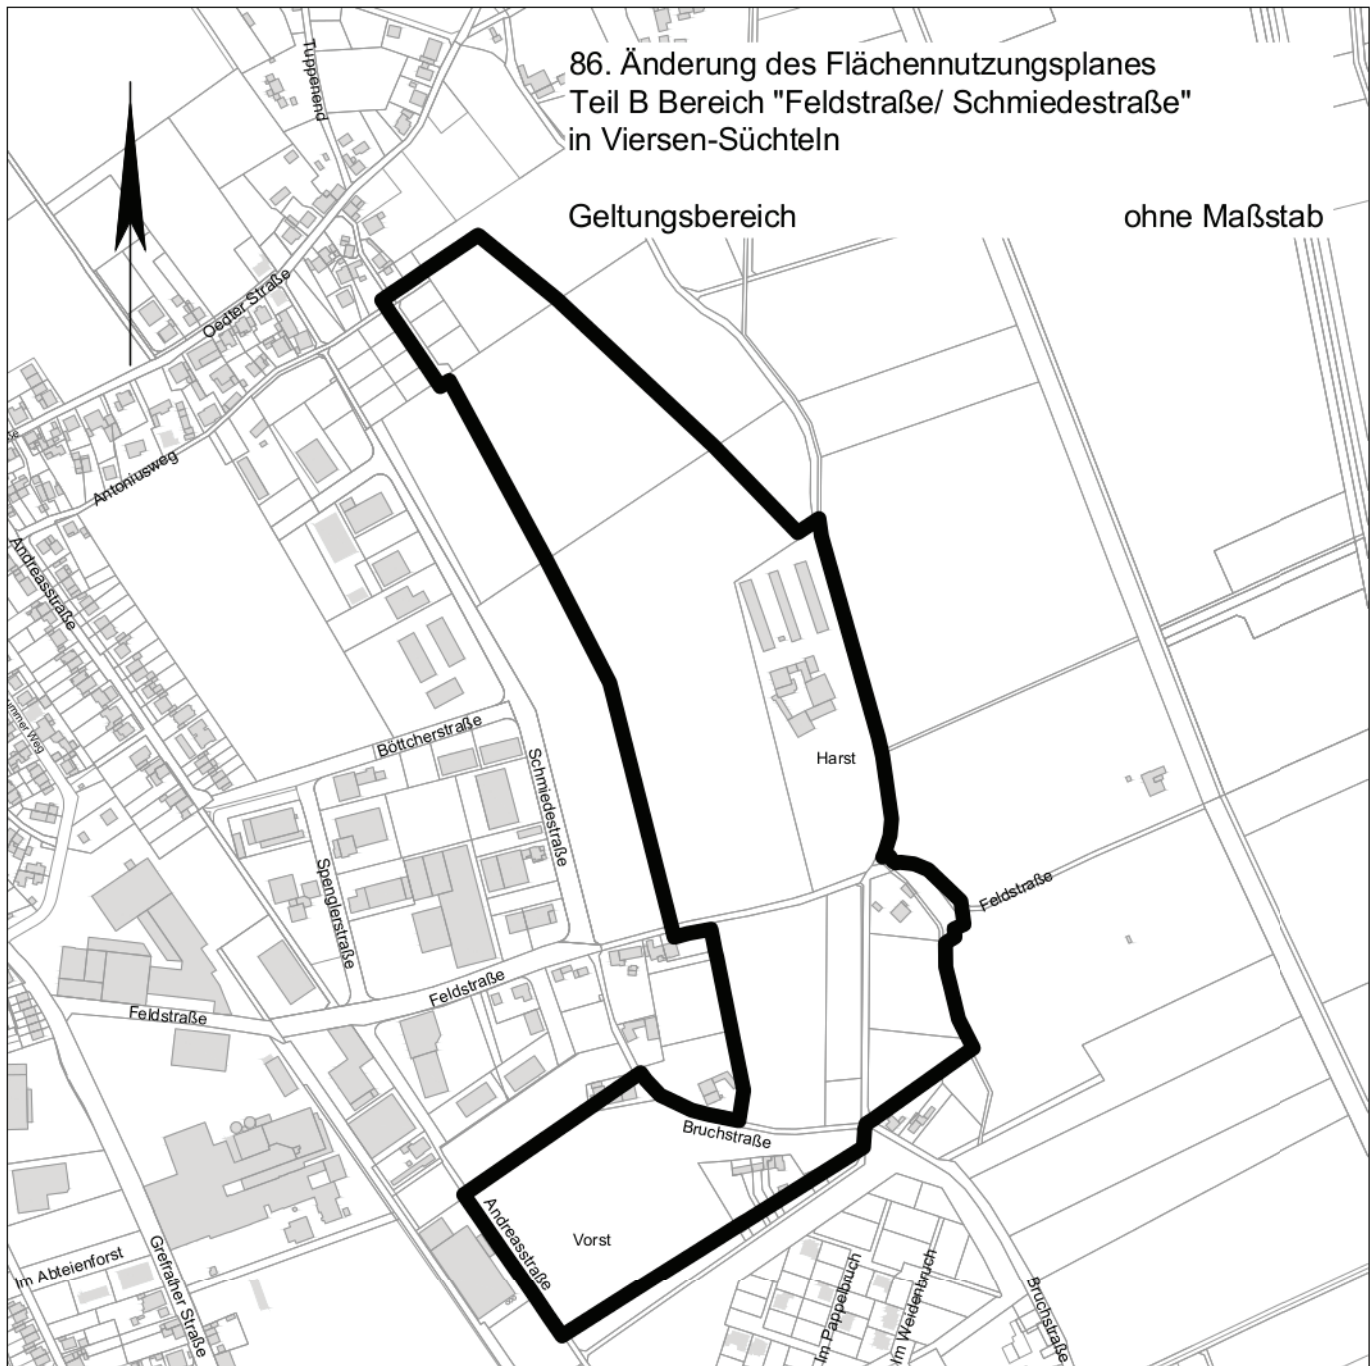 86. Änderung des Flächennutzungsplanes
Teil B Bereich "Feldstraße/ Schmiedestraße"
in Viersen-Süchteln
Geltungsbereich
ohne Maßstab
Tuppenend
Oedter Straße
Antoniusweg
Andreasstraße
Böttcherstraße
Schmiedestraße
Spenglerstraße
Harst
Feldstraße
Feldstraße
Feldstraße
Bruchstraße
Andreasstraße
Vorst
Im Abteienforst
Grefrather Straße
Im Pappelbruch
Im Weidenbruch
Bruchstraße